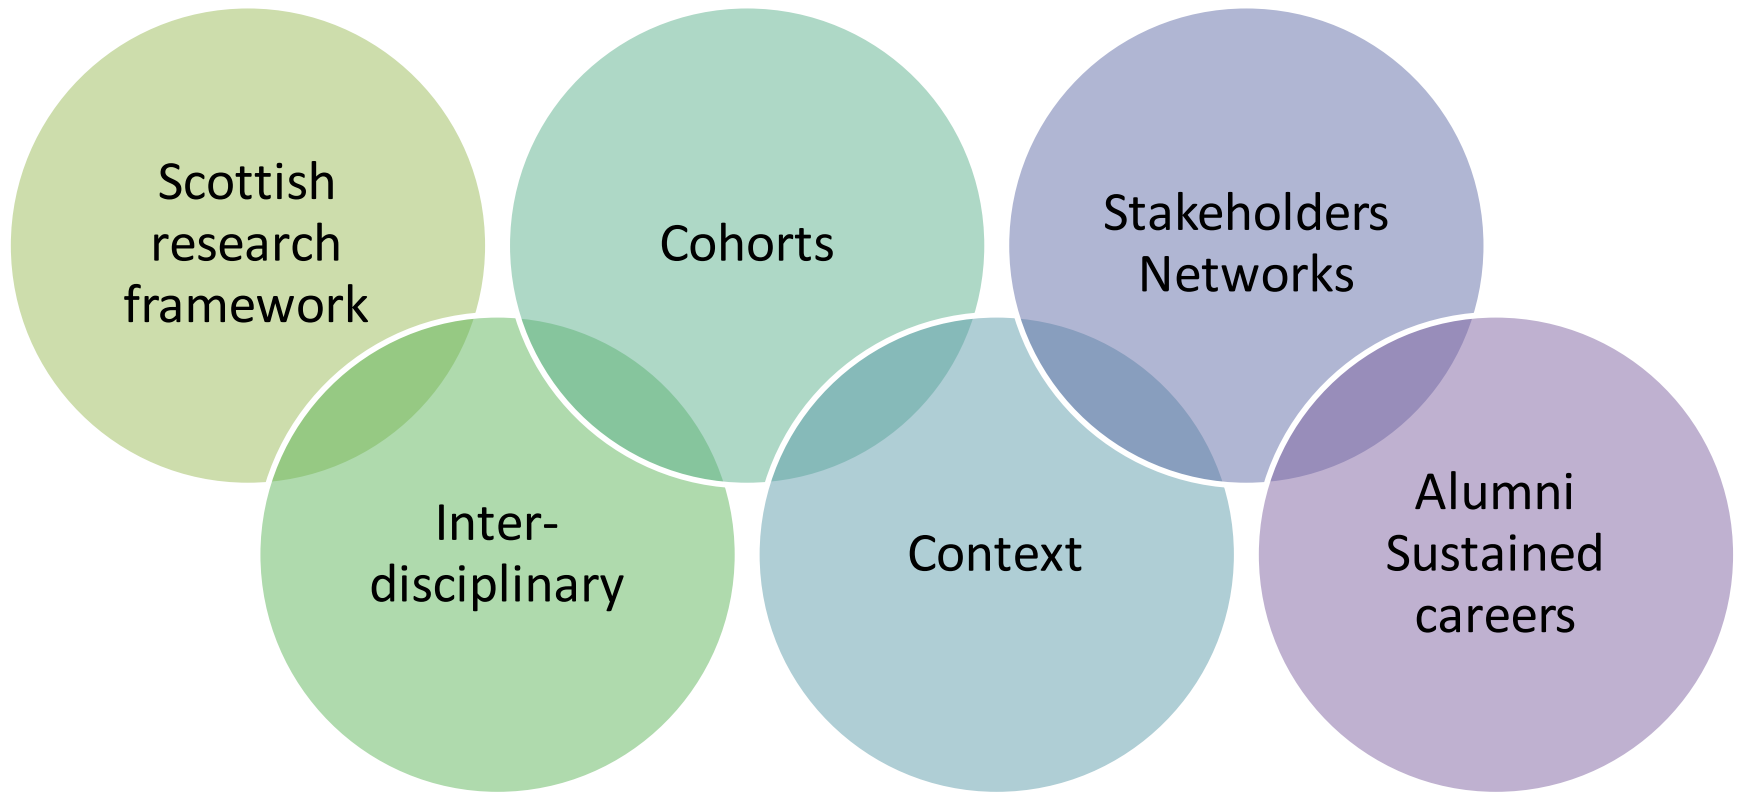 Scottish
research
framework
Inter-
disciplinary
Cohorts
Context
Stakeholders
Networks
Alumni
Sustained
careers